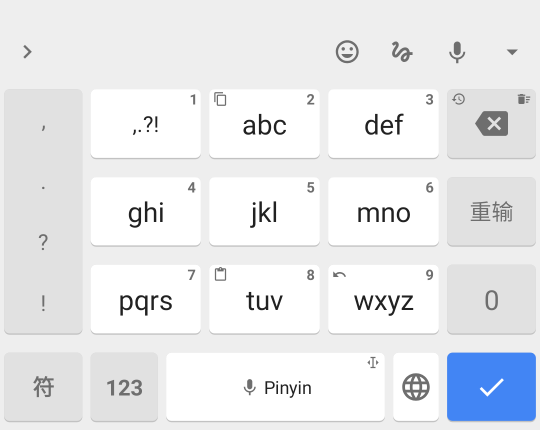 ,
1
,.?!
2
abc
3
def
.
4
ghi
5
jkl
6
mno
重输
?
!
7
pqrs
8
tuv
9
wxyz
0
符
123
Pinyin